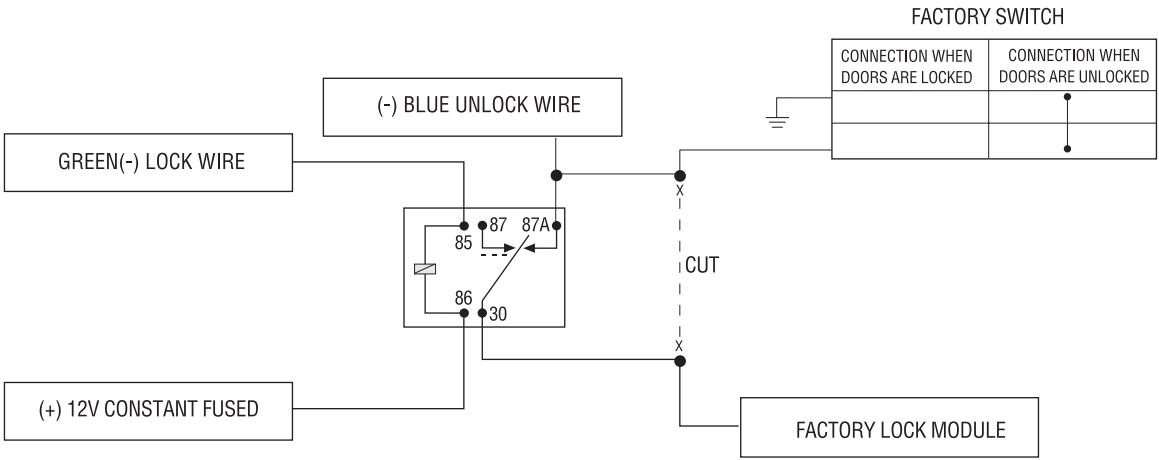 FACTORY SWITCH
CONNECTION WHEN
DOORS ARE LOCKED
CONNECTION WHEN
DOORS ARE UNLOCKED
(-) BLUE UNLOCK WIRE
GREEN(-) LOCK WIRE
X
87
87A
85
CUT
86
30
X
(+) 12V CONSTANT FUSED
FACTORY LOCK MODULE